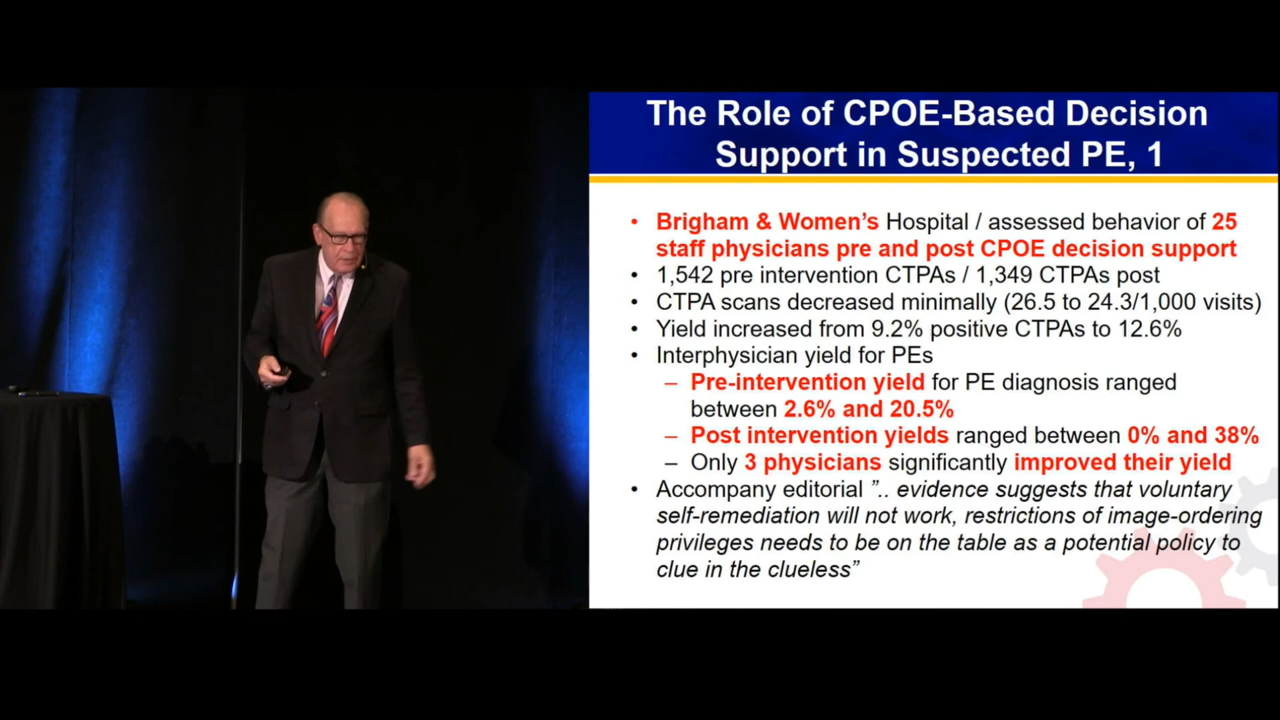 The Role of CPOE-Based Decision
Support in Suspected PE, 1
• Brigham & Women's Hospital / assessed behavior of 25
staff physicians pre and post CPOE decision support
• 1,542 pre intervention CTPAs / 1,349 CTPAs post
• CTPA scans decreased minimally (26.5 to 24.3/1,000 visits)
• Yield increased from 9.2% positive CTPAs to 12.6%
• Interphysician yield for PEs
– Pre-intervention yield for PE diagnosis ranged
between 2.6% and 20.5%
– Post intervention yields ranged between 0% and 38%
– Only 3 physicians significantly improved their yield
• Accompany editorial ”.. evidence suggests that voluntary
self-remediation will not work, restrictions of image-ordering
privileges needs to be on the table as a potential policy to
clue in the clueless”